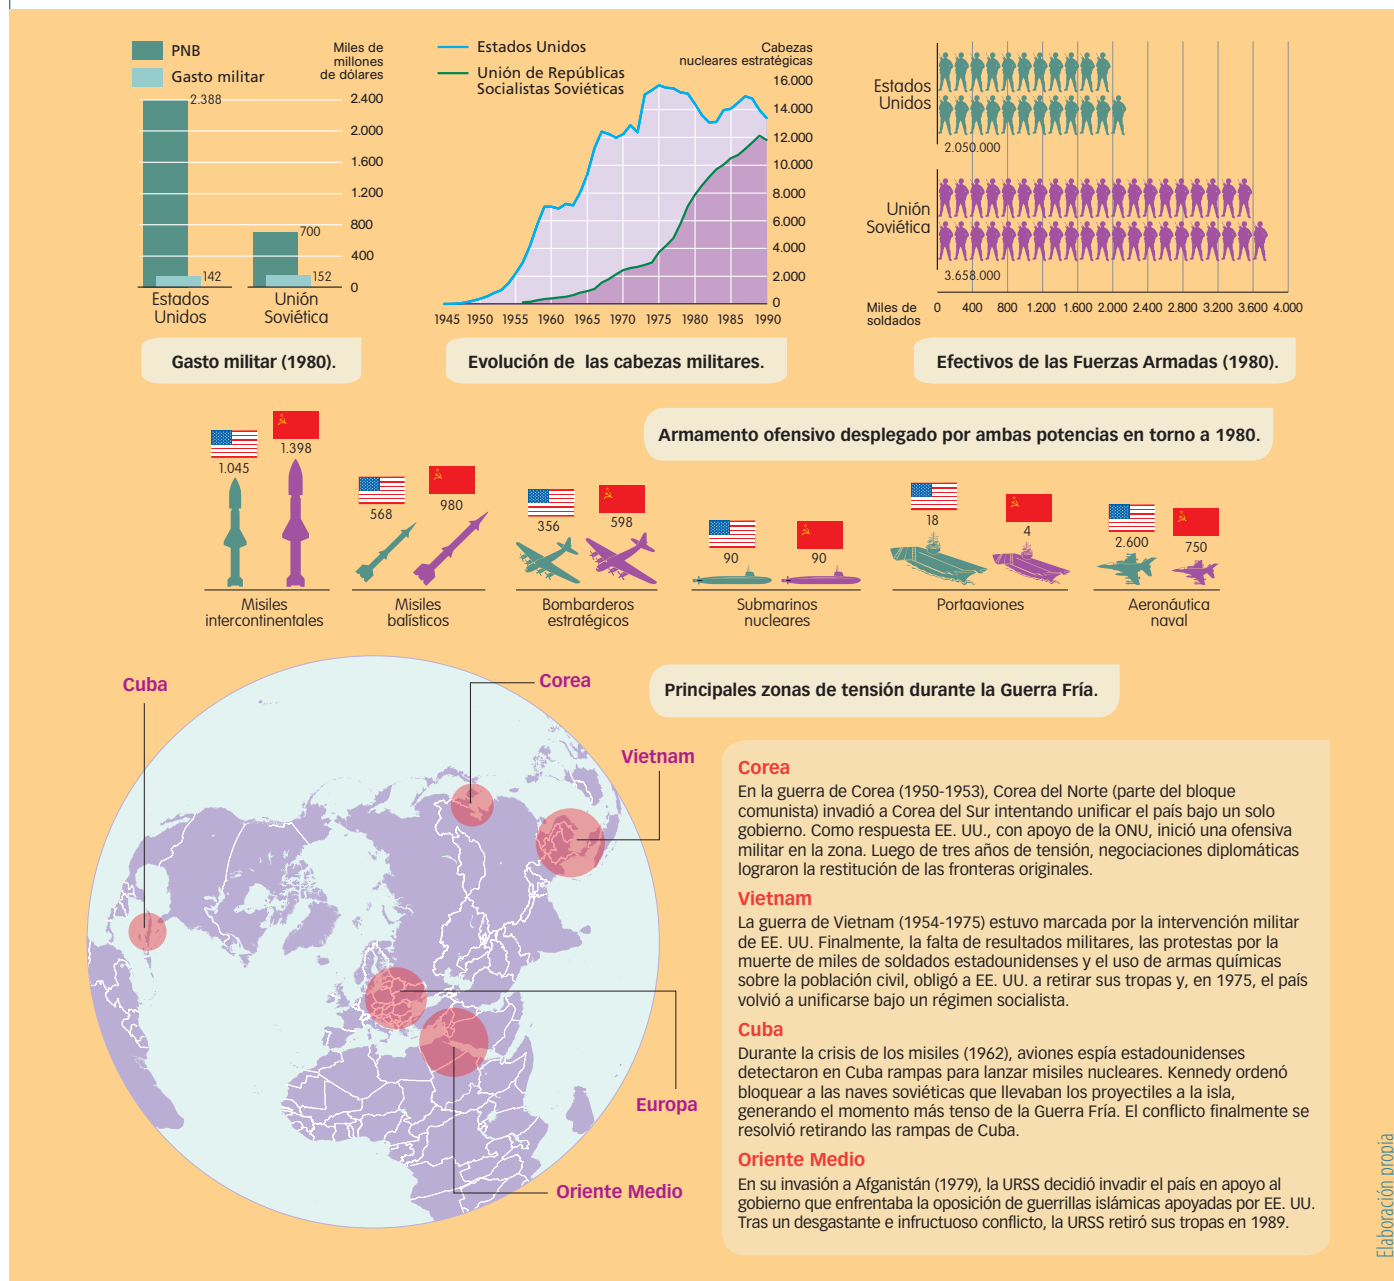 PNB
Gasto militar
Miles de
millones
de dólares
2.388
2.400
2.000
1.600
1.200
700
800
400
142
152
0
Estados
Unidos
Unión
Soviética
Gasto militar (1980).
Estados Unidos
Unión de Repúblicas
Socialistas Soviéticas
Cabezas
nucleares estratégicas
16.000
14.000
12.000
10.000
8.000
6.000
4.000
2.000
0
1945 1950 1955 1960 1965 1970 1975 1980 1985 1990
Evolución de las cabezas militares.
Estados
Unidos
2.050.000
Unión
Soviética
3.658.000
Miles de
soldados
0 400 800 1.200 1.600 2.000 2.400 2.800 3.200 3.600 4.000
Efectivos de las Fuerzas Armadas (1980).
Armamento ofensivo desplegado por ambas potencias en torno a 1980.
1.045
1.398
Misiles
intercontinentales
568
980
Misiles
balísticos
356
598
Bombarderos
estratégicos
90
90
Submarinos
nucleares
18
4
Portaaviones
2.600
750
Aeronáutica
naval
Principales zonas de tensión durante la Guerra Fría.
Cuba
Corea
Vietnam
Europa
Oriente Medio
Corea
En la guerra de Corea (1950-1953), Corea del Norte (parte del bloque
comunista) invadió a Corea del Sur intentando unificar el país bajo un solo
gobierno. Como respuesta EE. UU., con apoyo de la ONU, inició una ofensiva
militar en la zona. Luego de tres años de tensión, negociaciones diplomáticas
lograron la restitución de las fronteras originales.
Vietnam
La guerra de Vietnam (1954-1975) estuvo marcada por la intervención militar
de EE. UU. Finalmente, la falta de resultados militares, las protestas por la
muerte de miles de soldados estadounidenses y el uso de armas químicas
sobre la población civil, obligó a EE. UU. a retirar sus tropas y, en 1975, el país
volvió a unificarse bajo un régimen socialista.
Cuba
Durante la crisis de los misiles (1962), aviones espía estadounidenses
detectaron en Cuba rampas para lanzar misiles nucleares. Kennedy ordenó
bloquear a las naves soviéticas que llevaban los proyectiles a la isla,
generando el momento más tenso de la Guerra Fría. El conflicto finalmente se
resolvió retirando las rampas de Cuba.
Oriente Medio
En su invasión a Afganistán (1979), la URSS decidió invadir el país en apoyo al
gobierno que enfrentaba la oposición de guerrillas islámicas apoyadas por EE. UU.
Tras un desgastante e infructuoso conflicto, la URSS retiró sus tropas en 1989.
Elaboración propia